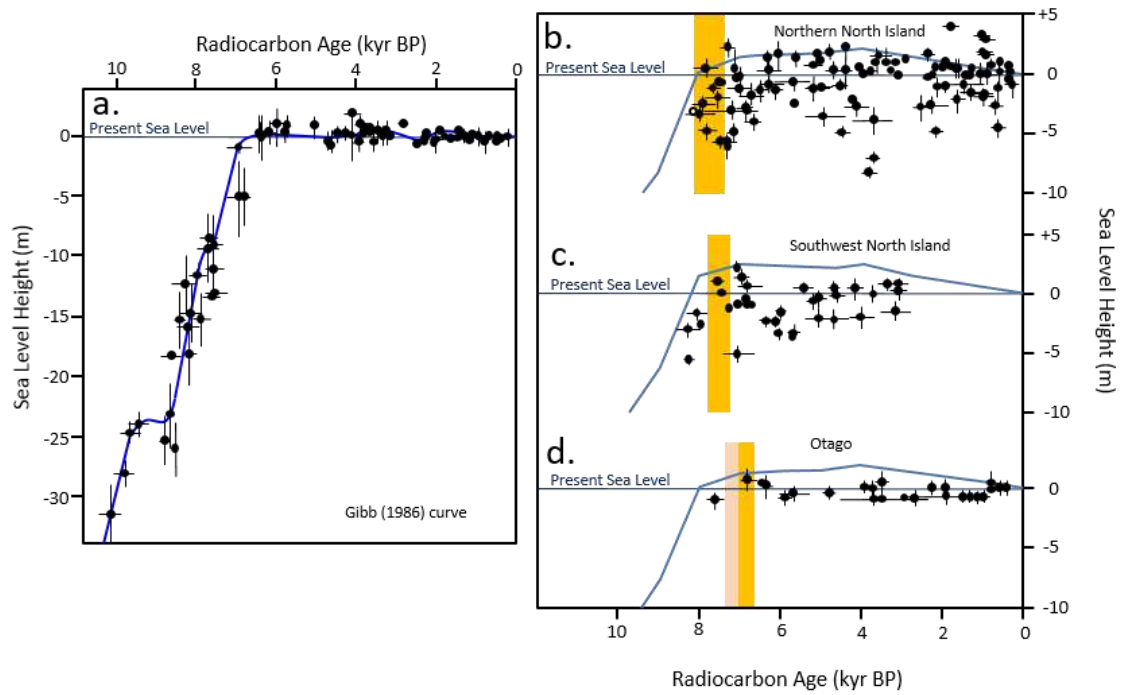 Radiocarbon Age (kyr BP)
10 8 6 4 2 0
a.
Present Sea Level
0
-5
-10
-15
-20
-25
-30
Sea Level Height (m)
Gibb (1986) curve
b.
Northern North Island
Present Sea Level
+5
0
-5
-10
c.
Southwest North Island
Present Sea Level
+5
0
-5
-10
d.
Otago
Present Sea Level
0
-5
-10
Sea Level Height (m)
10 8 6 4 2 0
Radiocarbon Age (kyr BP)